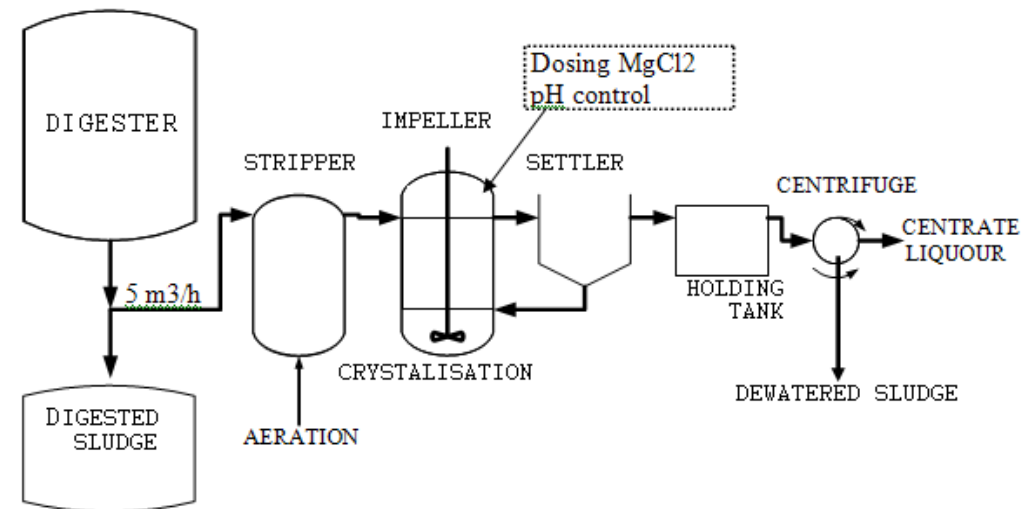 Dosing MgCl2
pH control
DIGESTER
IMPELLER
STRIPPER
SETTLER
CENTRIFUGE
CENTRATE
LIQUOUR
5 m3/h
HOLDING
TANK
CRYSTALISATION
DEWATERED SLUDGE
DIGESTED
SLUDGE
AERATION